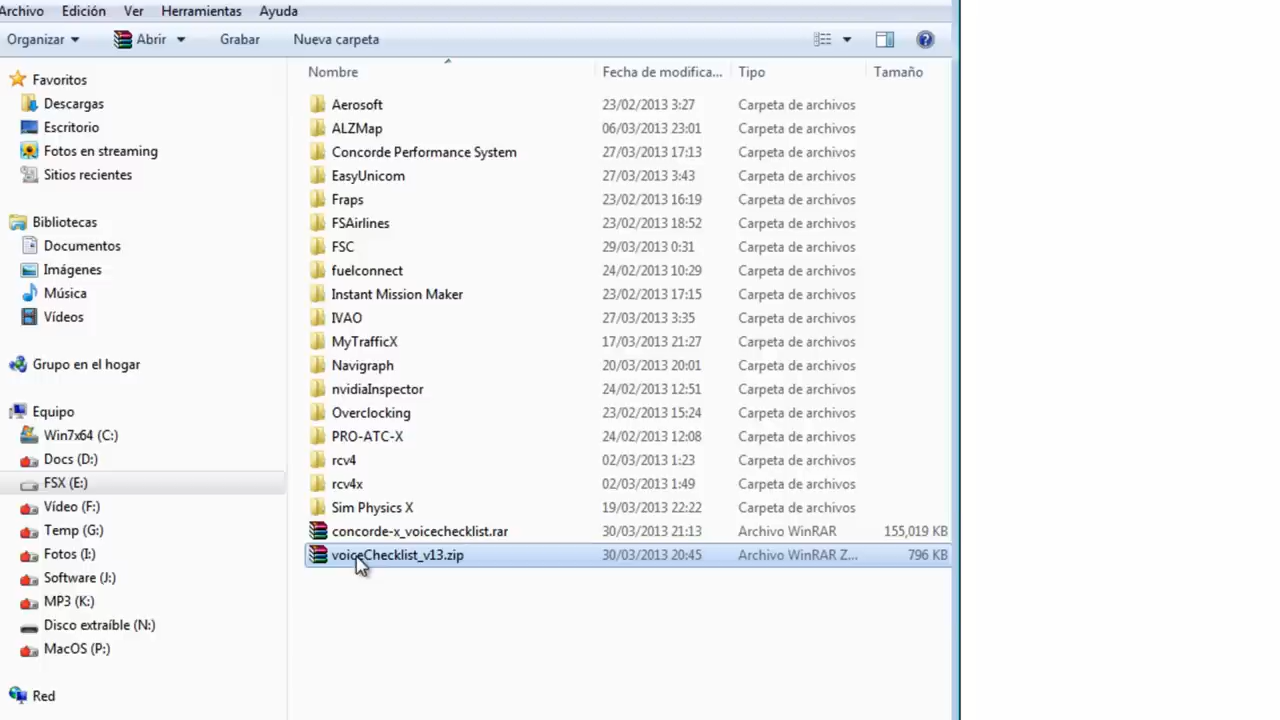 Archivo Edición Ver Herramientas Ayuda
Organizar Abrir Grabar Nueva carpeta
Favoritos
Descargas
Escritorio
Fotos en streaming
Sitios recientes
Bibliotecas
Documentos
Imágenes
Música
Vídeos
Grupo en el hogar
Equipo
Win7x64 (C:)
Docs (D:)
FSX (E:)
Vídeo (F:)
Temp (G:)
Fotos (I:)
Software (J:)
MP3 (K:)
Disco extraíble (N:)
MacOS (P:)
Red
Nombre Fecha de modifica... Tipo Tamaño
Aerosoft 23/02/2013 3:27 Carpeta de archivos
ALZMap 06/03/2013 23:01 Carpeta de archivos
Concorde Performance System 27/03/2013 17:13 Carpeta de archivos
EasyUnicom 27/03/2013 3:43 Carpeta de archivos
Fraps 23/02/2013 16:19 Carpeta de archivos
FSAirlines 23/02/2013 18:52 Carpeta de archivos
FSC 29/03/2013 0:31 Carpeta de archivos
fuelconnect 24/02/2013 10:29 Carpeta de archivos
Instant Mission Maker 23/02/2013 17:15 Carpeta de archivos
IVAO 27/03/2013 3:35 Carpeta de archivos
MyTrafficX 17/03/2013 21:27 Carpeta de archivos
Navigraph 20/03/2013 20:01 Carpeta de archivos
nvidiaInspector 24/02/2013 12:51 Carpeta de archivos
Overclocking 23/02/2013 15:24 Carpeta de archivos
PRO-ATC-X 24/02/2013 12:08 Carpeta de archivos
rcv4 02/03/2013 1:23 Carpeta de archivos
rcv4x 02/03/2013 1:49 Carpeta de archivos
Sim Physics X 19/03/2013 22:22 Carpeta de archivos
concorde-x_voicechecklist.rar 30/03/2013 21:13 Archivo WinRAR 155,019 KB
voiceChecklist_v13.zip 30/03/2013 20:45 Archivo WinRAR Z... 796 KB